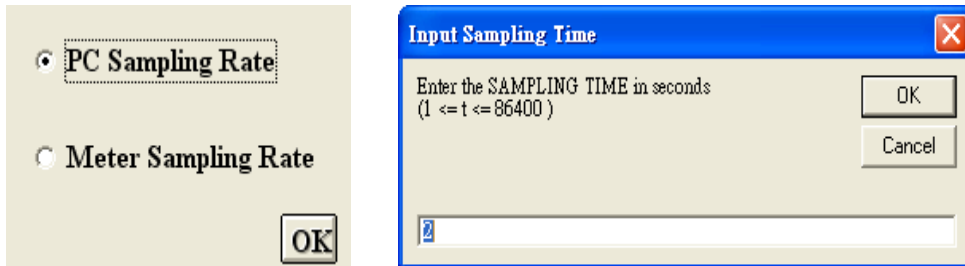 PC Sampling Rate
Meter Sampling Rate
OK
Input Sampling Time
Enter the SAMPLING TIME in seconds
(1 <= t <= 86400 )
OK
Cancel
2